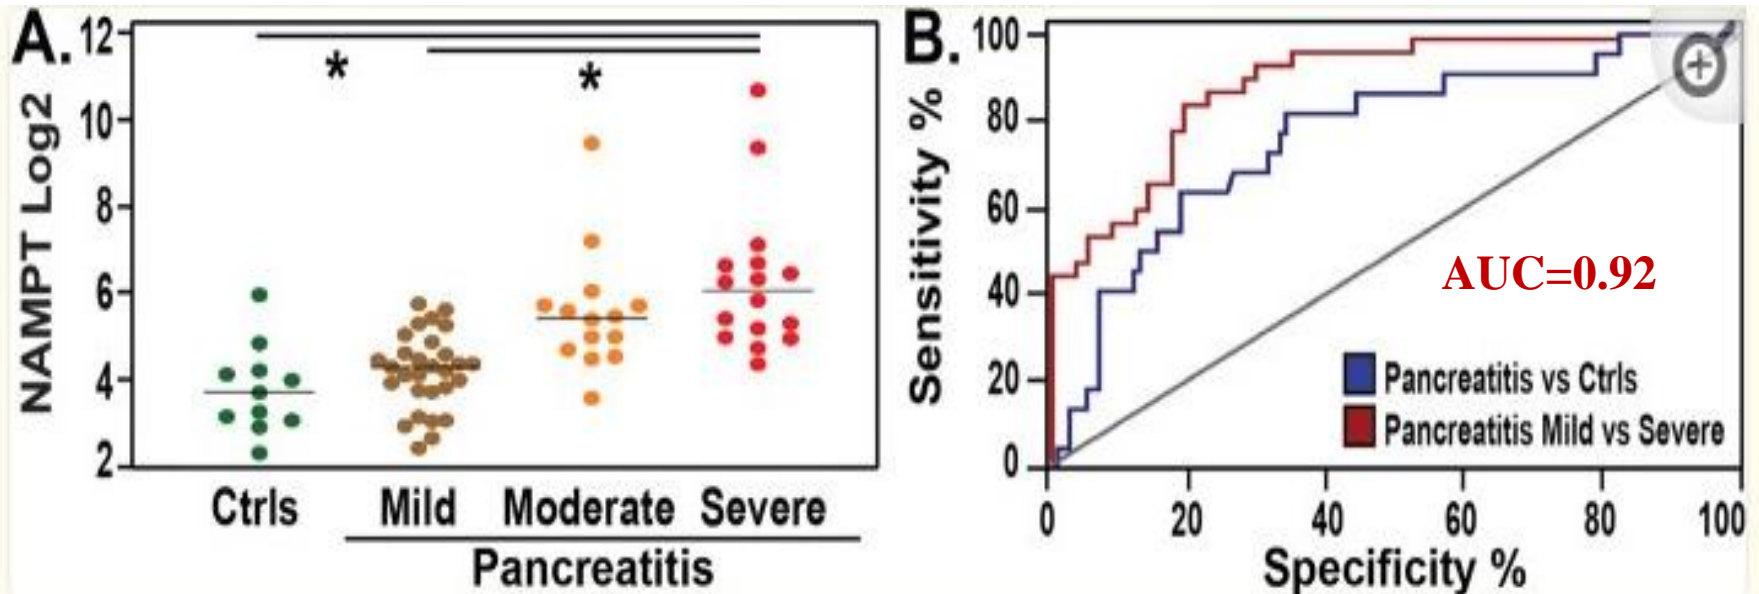 A.
NAMPT Log2
12
10
8
6
4
2
*
*
Ctrls Mild Moderate Severe
Pancreatitis
B.
Sensitivity %
100
80
60
40
20
0
AUC=0.92
Pancreatitis vs Ctrls
Pancreatitis Mild vs Severe
0 20 40 60 80 100
Specificity %